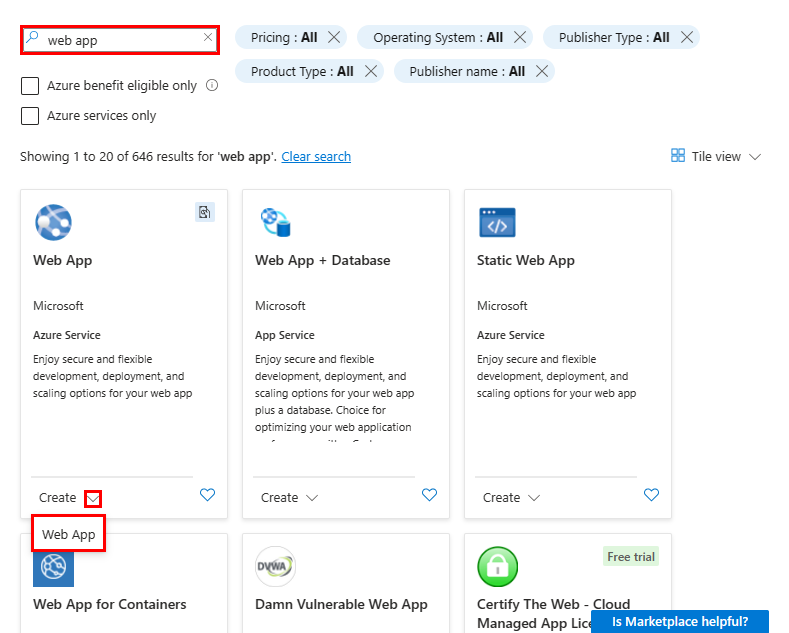 web app
Pricing : All
Operating System : All
Publisher Type : All
Product Type : All
Publisher name : All
Azure benefit eligible only
Azure services only
Showing 1 to 20 of 646 results for 'web app'. Clear search
Tile view
Web App
Microsoft
Azure Service
Enjoy secure and flexible
development, deployment, and
scaling options for your web app
Create
Web App
Web App + Database
Microsoft
App Service
Enjoy secure and flexible
development, deployment, and
scaling options for your web app
plus a database. Choice for
optimizing your web application
Create
Static Web App
Microsoft
Azure Service
Enjoy secure and flexible
development, deployment, and
scaling options for your web app
Create
Web App for Containers
DVWA
Damn Vulnerable Web App
Free trial
Certify The Web - Cloud
Managed App Lice
Is Marketplace helpful?